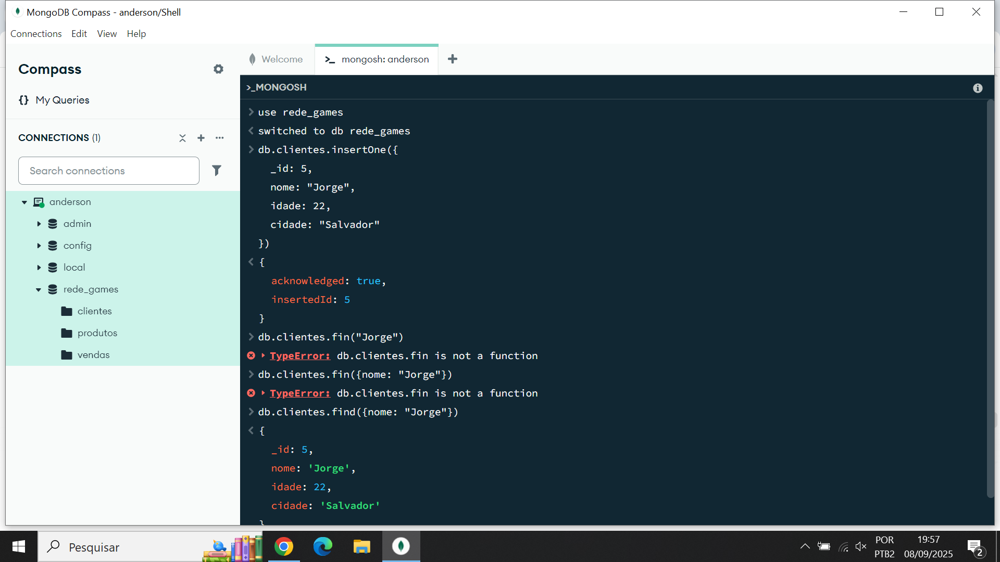 MongoDB Compass - anderson/Shell
Connections Edit View Help
Compass
My Queries
CONNECTIONS (1)
Search connections
anderson
admin
config
local
rede_games
clientes
produtos
vendas
Welcome
>_ mongosh: anderson
>_MONGOSH
> use rede_games
< switched to db rede_games
> db.clientes.insertOne({
_id: 5,
nome: "Jorge",
idade: 22,
cidade: "Salvador"
})
< {
acknowledged: true,
insertedId: 5
}
> db.clientes.fin("Jorge")
TypeError: db.clientes.fin is not a function
> db.clientes.fin({nome: "Jorge"})
TypeError: db.clientes.fin is not a function
> db.clientes.find({nome: "Jorge"})
< {
_id: 5,
nome: 'Jorge',
idade: 22,
cidade: 'Salvador'
}
Pesquisar
POR
PTB2
19:57
08/09/2025
2